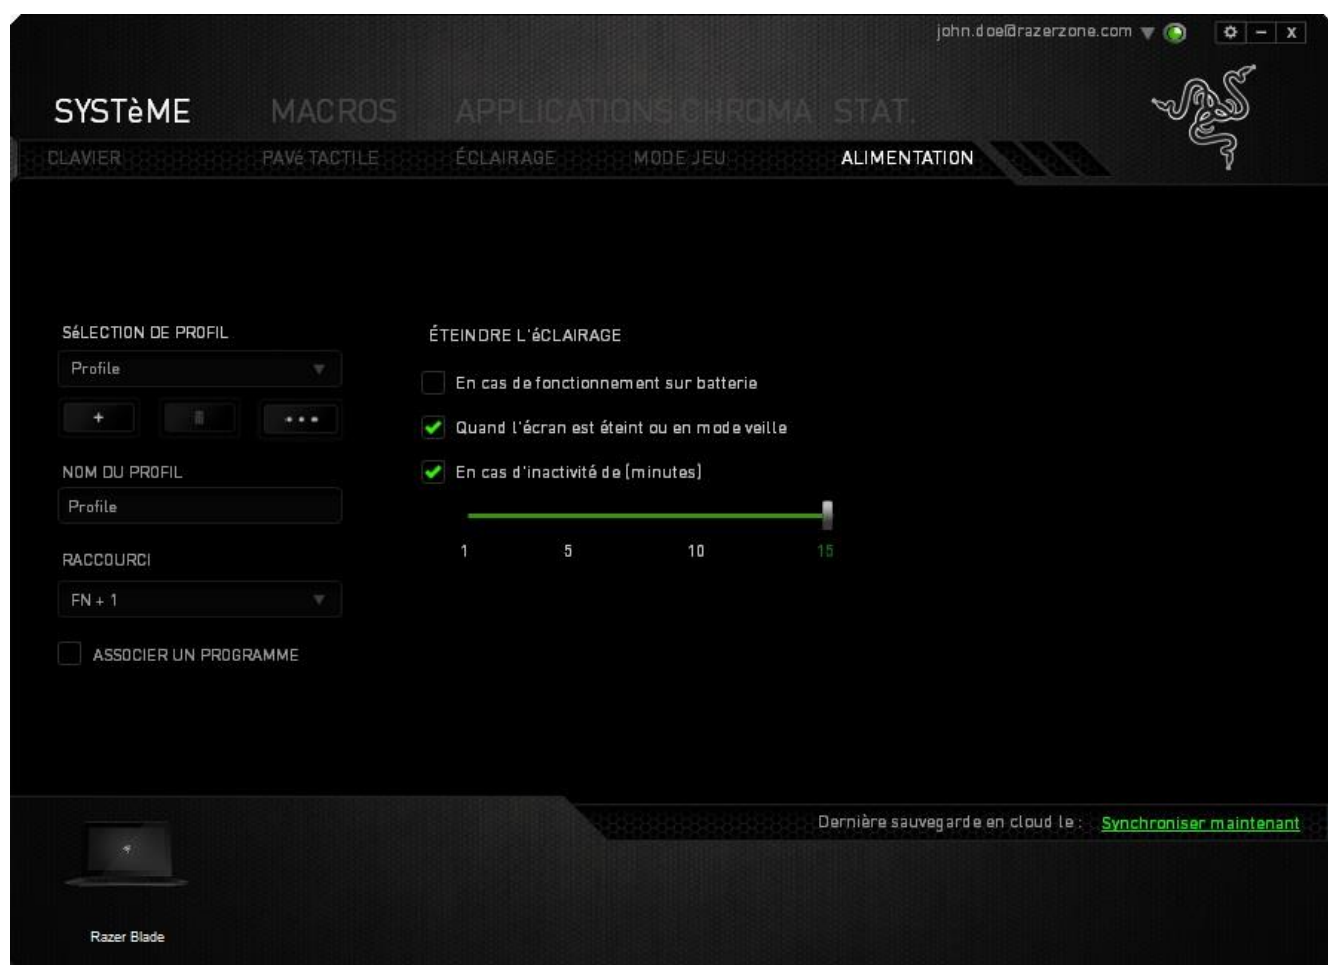 john.doe@razerzone.com
SYSTèME MACROS APPLICATIONS CHROMA STAT.
CLAVIER PAVé TACTILE ÉCLAIRAGE MODE JEU ALIMENTATION
SéLECTION DE PROFIL
Profile
NOM DU PROFIL
Profile
RACCOURCI
FN + 1
ASSOCIER UN PROGRAMME
ÉTEINDRE L'éCLAIRAGE
En cas de fonctionnement sur batterie
Quand l'écran est éteint ou en mode veille
En cas d'inactivité de (minutes)
1 5 10 15
Dernière sauvegarde en cloud le : Synchroniser maintenant
Razer Blade